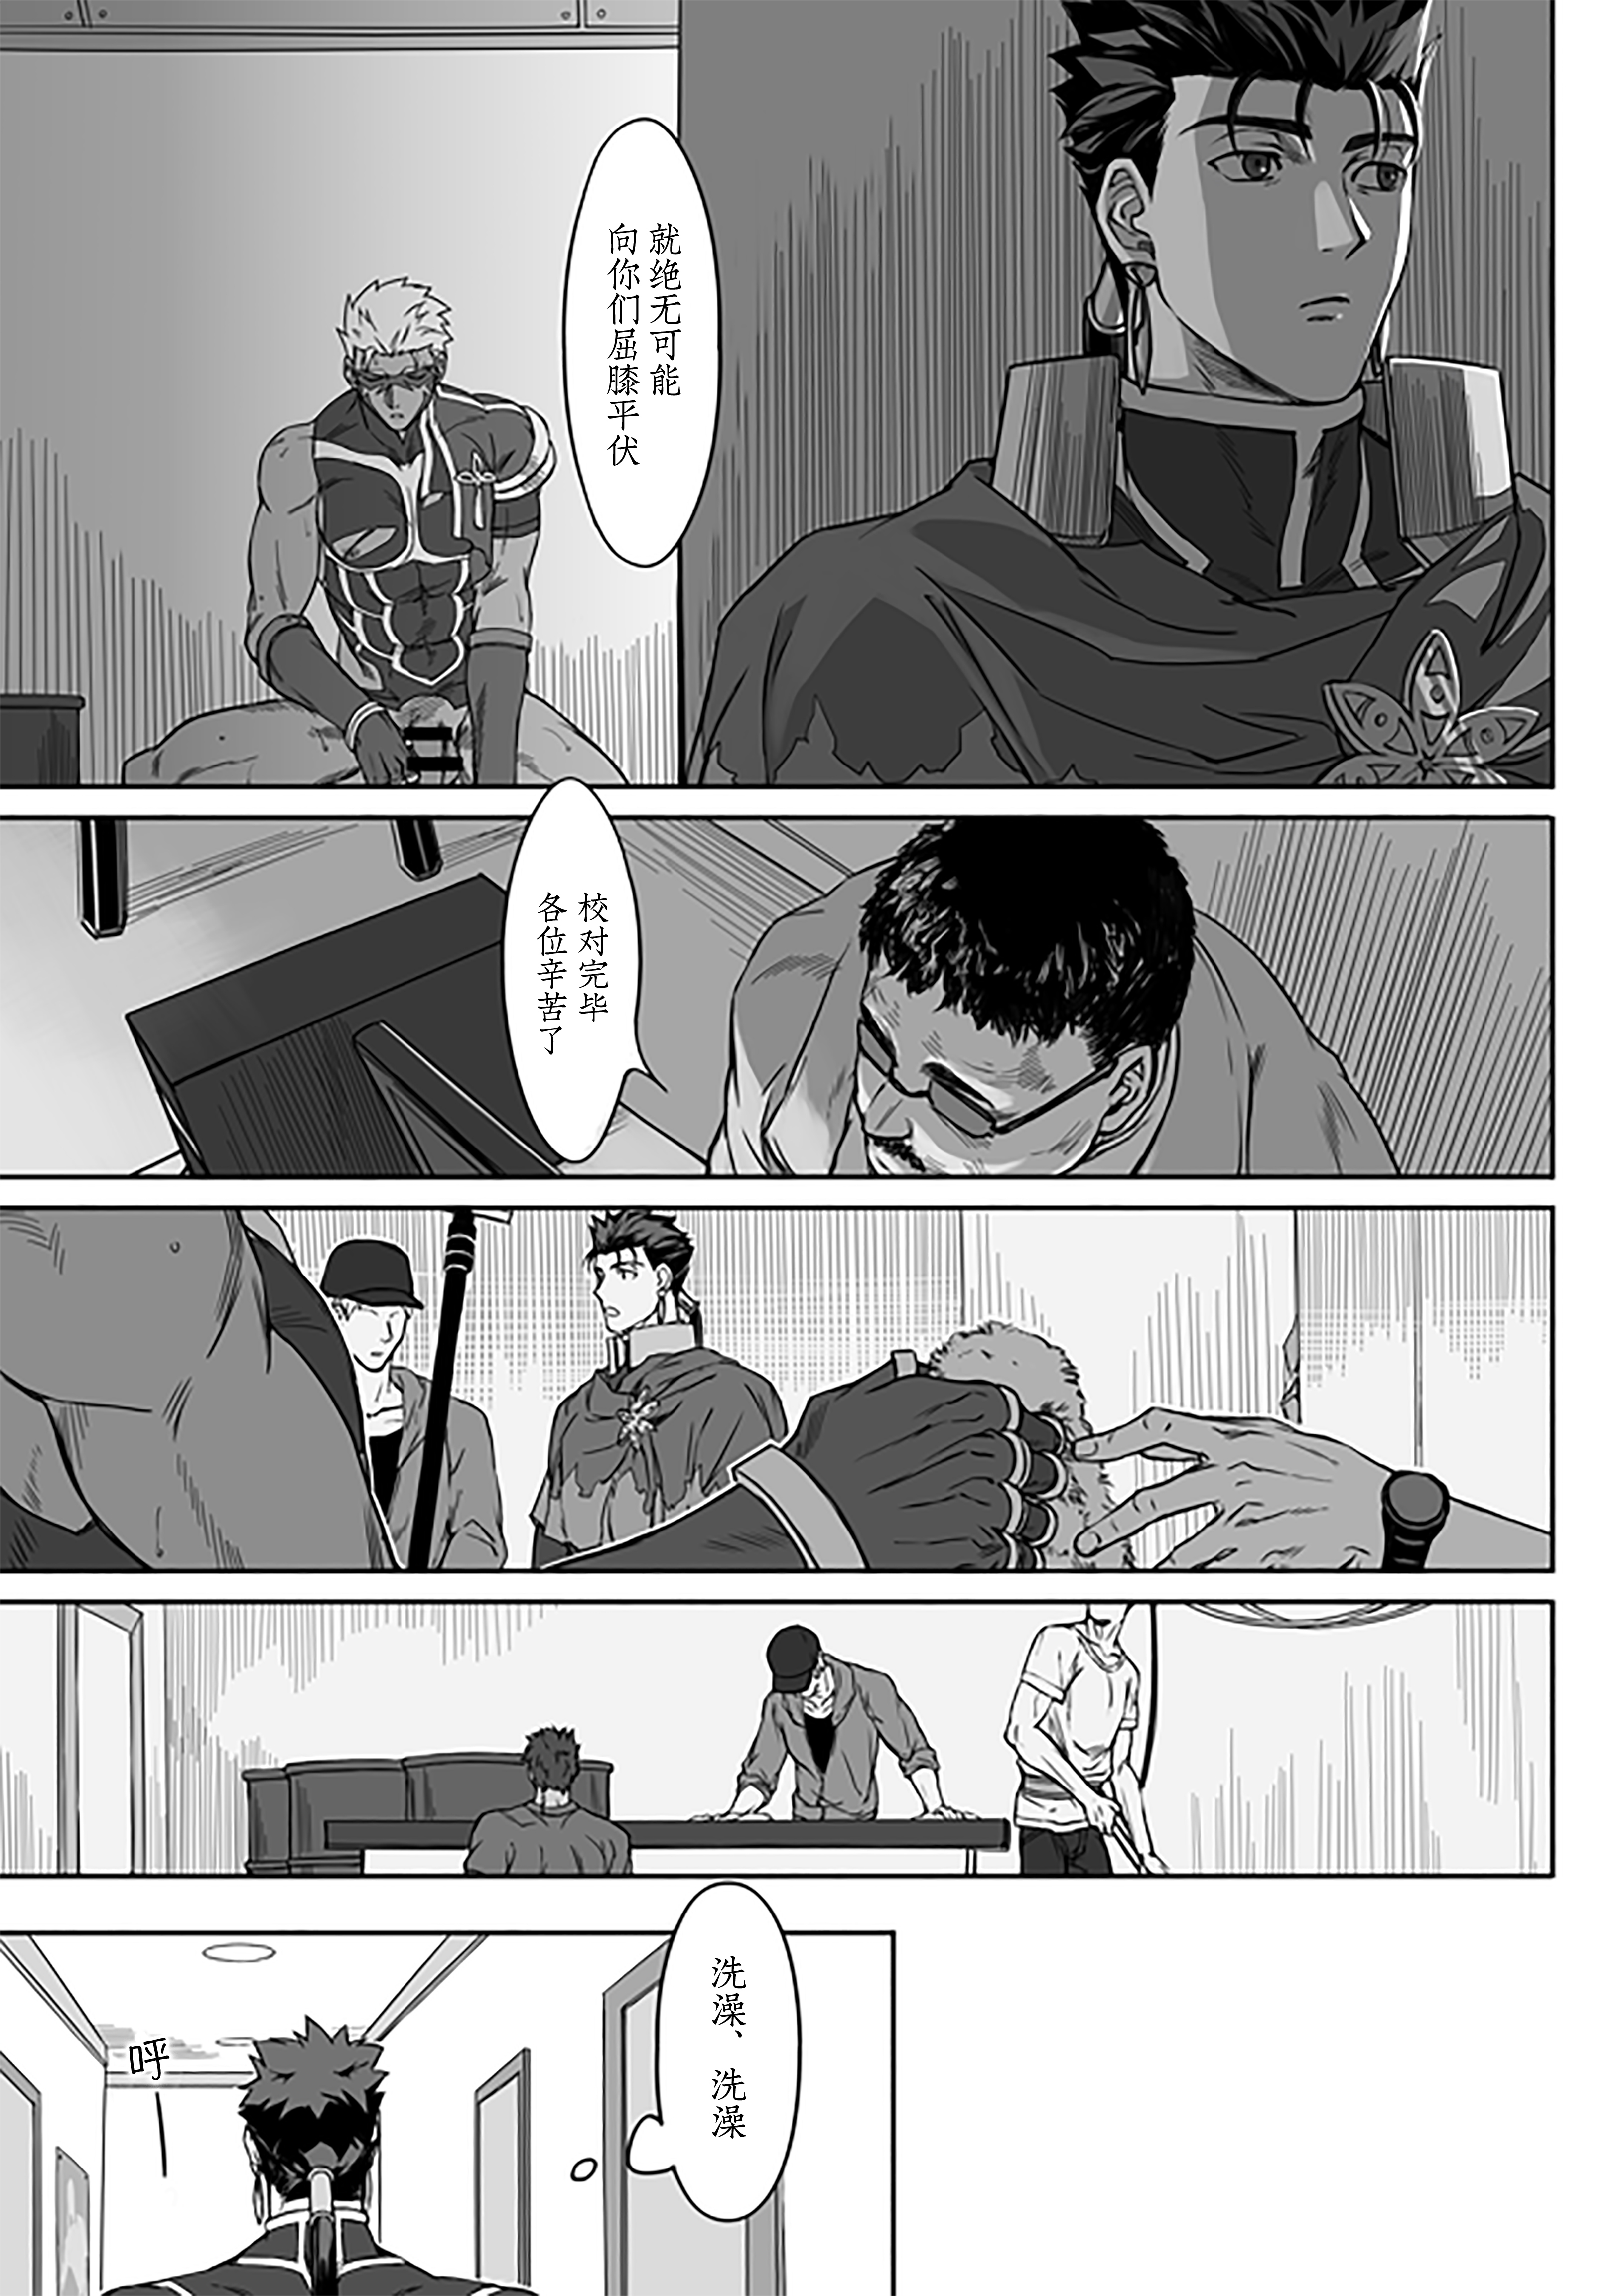 就绝无可能
向你们屈膝平伏
校对完毕
各位辛苦了
洗澡、洗澡
呼